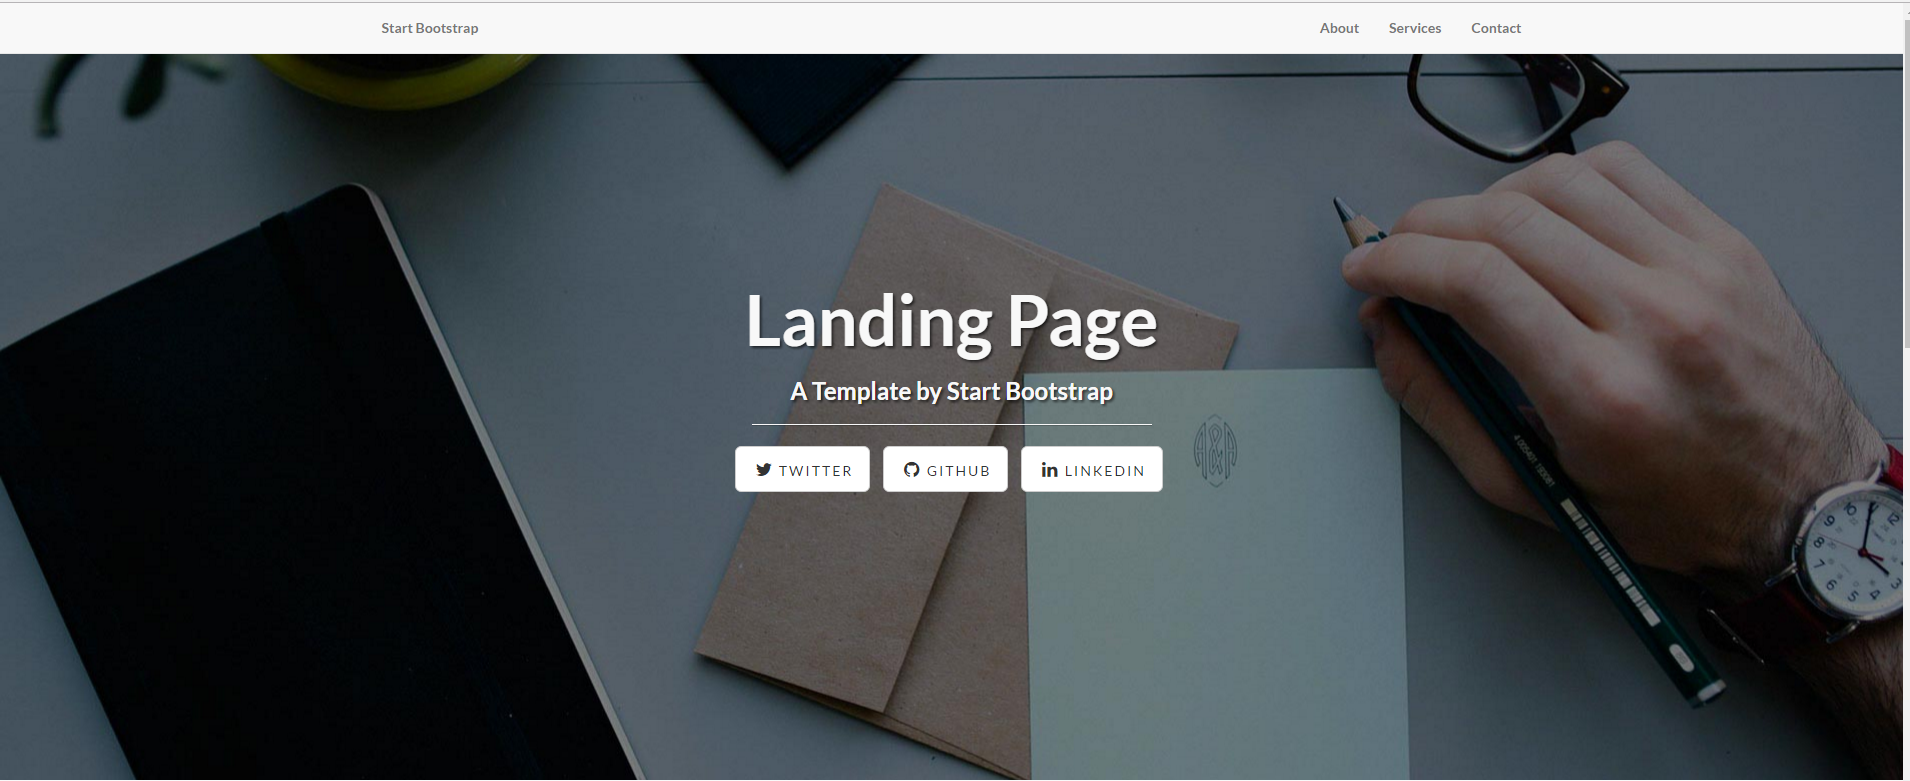 Start Bootstrap About Services Contact
Landing Page
A Template by Start Bootstrap
TWITTER GITHUB LINKEDIN
A&A